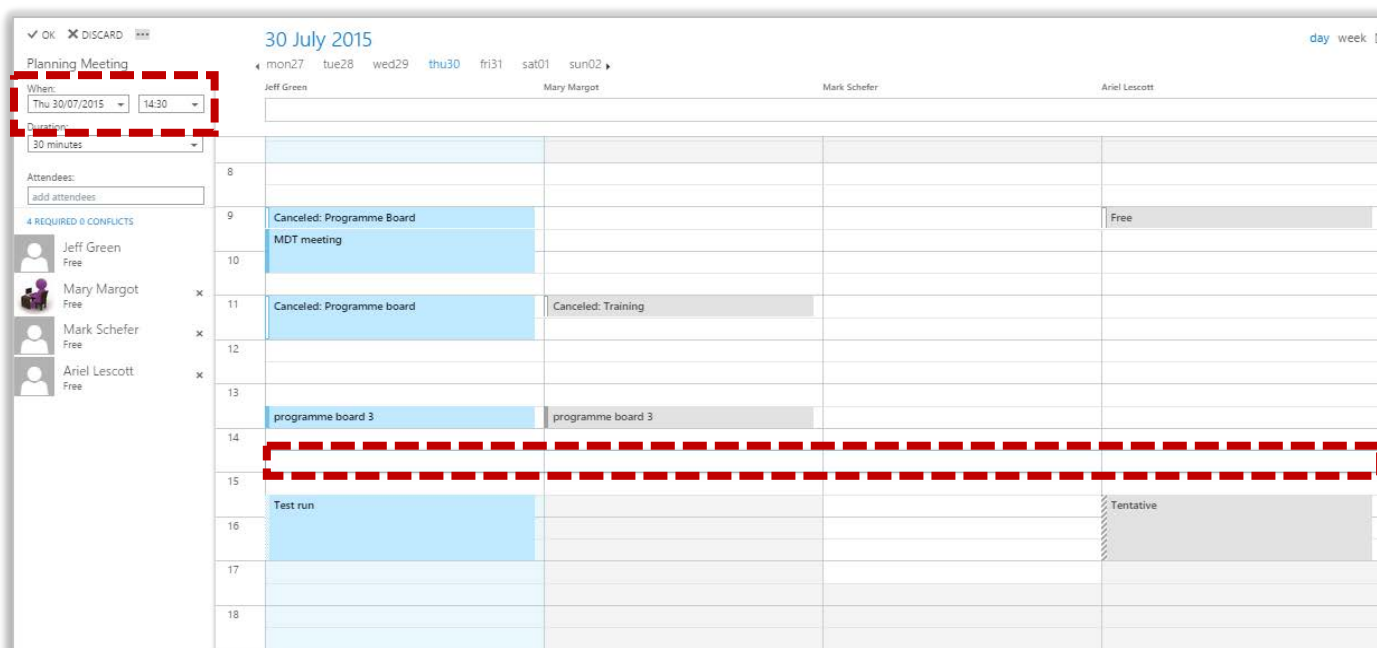 OK DISCARD ...
30 July 2015
day week
Planning Meeting
mon27 tue28 wed29 thu30 fri31 sat01 sun02
When:
Thu 30/07/2015 14:30
Duration:
30 minutes
Attendees:
add attendees
4 REQUIRED 0 CONFLICTS
Jeff Green
Free
Mary Margot
Free
Mark Schefer
Free
Ariel Lescott
Free
Jeff Green Mary Margot Mark Schefer Ariel Lescott
8
9 Canceled: Programme Board Free
MDT meeting
10
11 Canceled: Programme board Canceled: Training
12
13
programme board 3 programme board 3
14
15
Test run Tentative
16
17
18